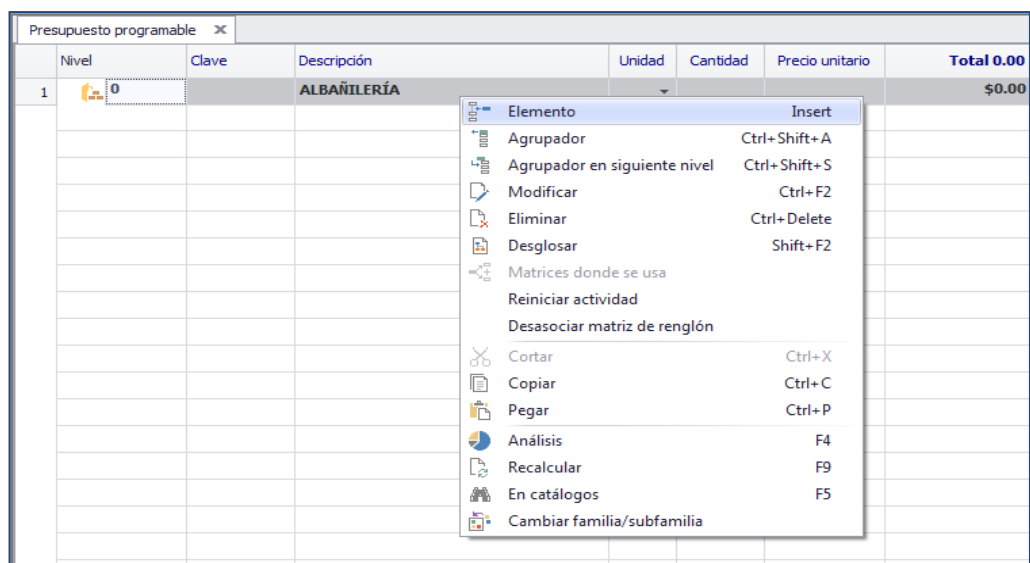 Presupuesto programable
Nivel Clave Descripción Unidad Cantidad Precio unitario Total 0.00
1 0 ALBAÑILERÍA $0.00
Elemento Insert
Agrupador Ctrl+Shift+A
Agrupador en siguiente nivel Ctrl+Shift+S
Modificar Ctrl+F2
Eliminar Ctrl+Delete
Desglosar Shift+F2
Matrices donde se usa
Reiniciar actividad
Desasociar matriz de renglón
Cortar Ctrl+X
Copiar Ctrl+C
Pegar Ctrl+P
Análisis F4
Recalcular F9
En catálogos F5
Cambiar familia/subfamilia